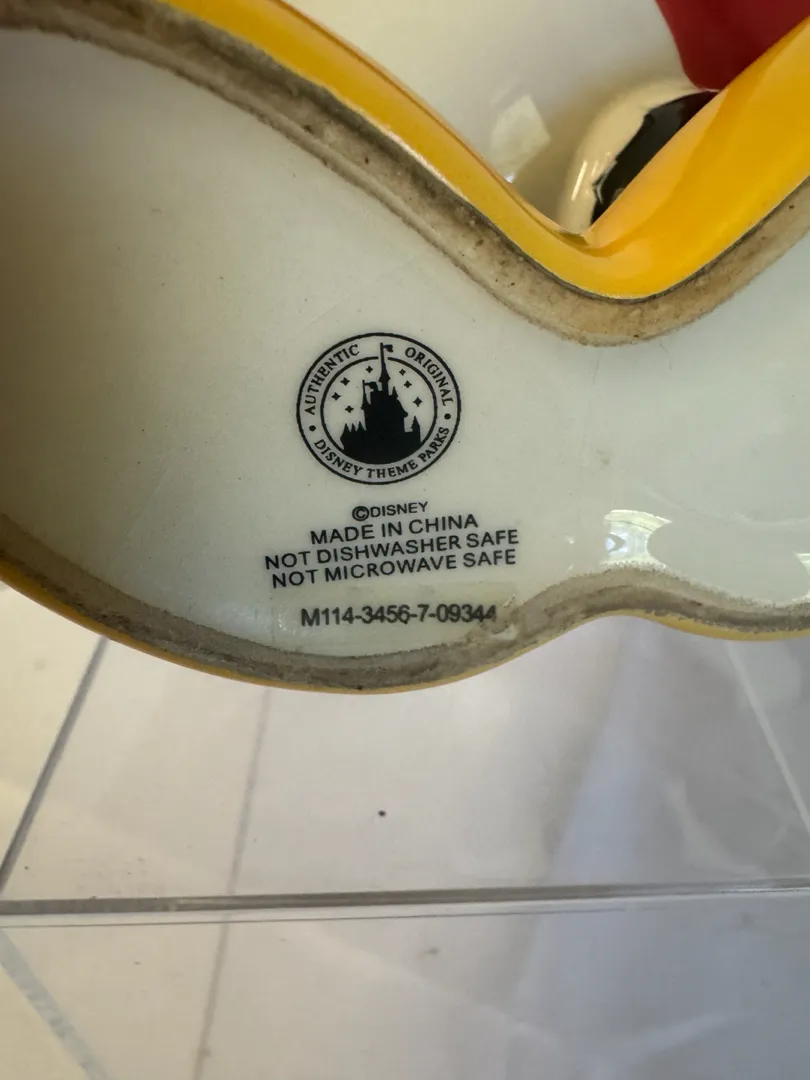 AUTHENTIC ORIGINAL
DISNEY THEME PARKS
©DISNEY
MADE IN CHINA
NOT DISHWASHER SAFE
NOT MICROWAVE SAFE
M114-3456-7-09344